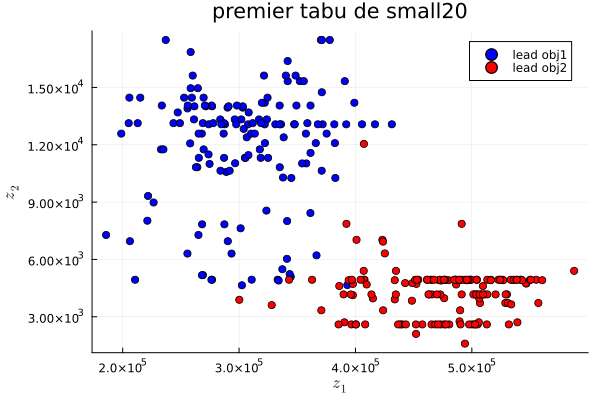 premier tabu de small20
lead obj1
lead obj2
1.50×10⁴
1.20×10⁴
9.00×10³
6.00×10³
3.00×10³
z₂
2.0×10⁵ 3.0×10⁵ 4.0×10⁵ 5.0×10⁵
z₁